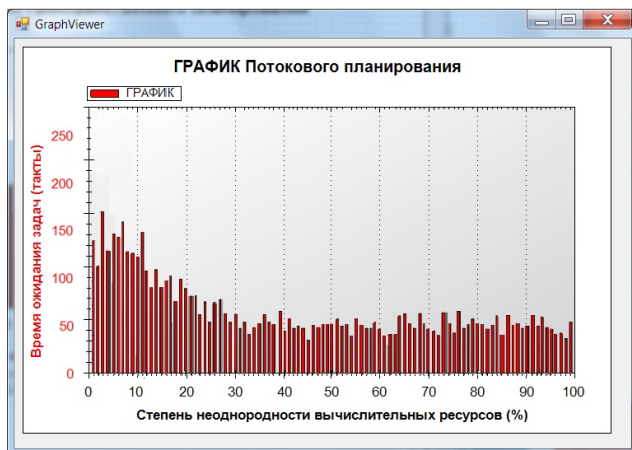 GraphViewer
ГРАФИК Потокового планирования
ГРАФИК
Время ожидания задач (такты)
250
200
150
100
50
0
0 10 20 30 40 50 60 70 80 90 100
Степень неоднородности вычислительных ресурсов (%)